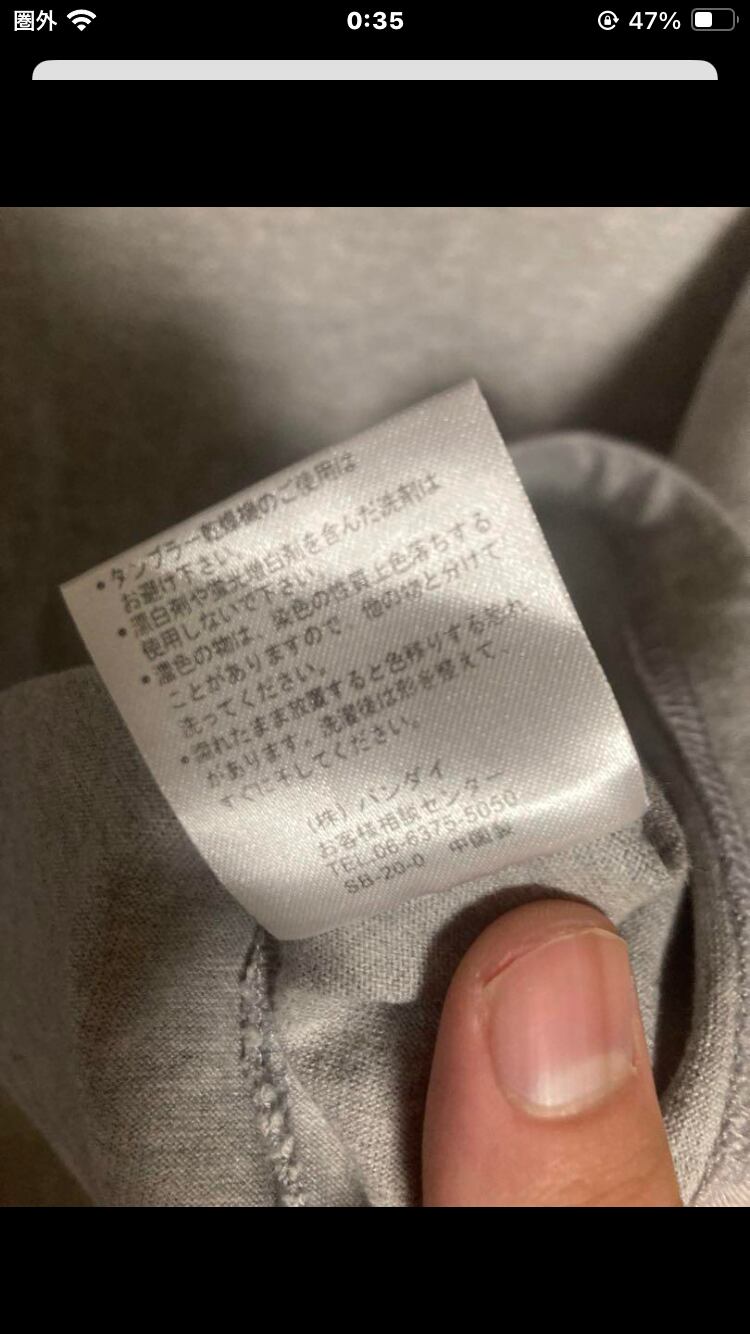 圏外
0:35
47%
•タンブラー乾燥機のご使用は
お避け下さい。
•漂白剤や蛍光増白剤を含んだ洗剤は
使用しないで下さい。
•濃色の物は、染色の性質上色落ちする
ことがありますので、他の物と分けて
洗ってください。
•濡れたまま放置すると色移りする恐れ
があります。洗濯後は形を整えて、
すぐに干してください。
(株) バンダイ
お客様相談センター
TEL.06-6375-5050
SB-20-0 中国製